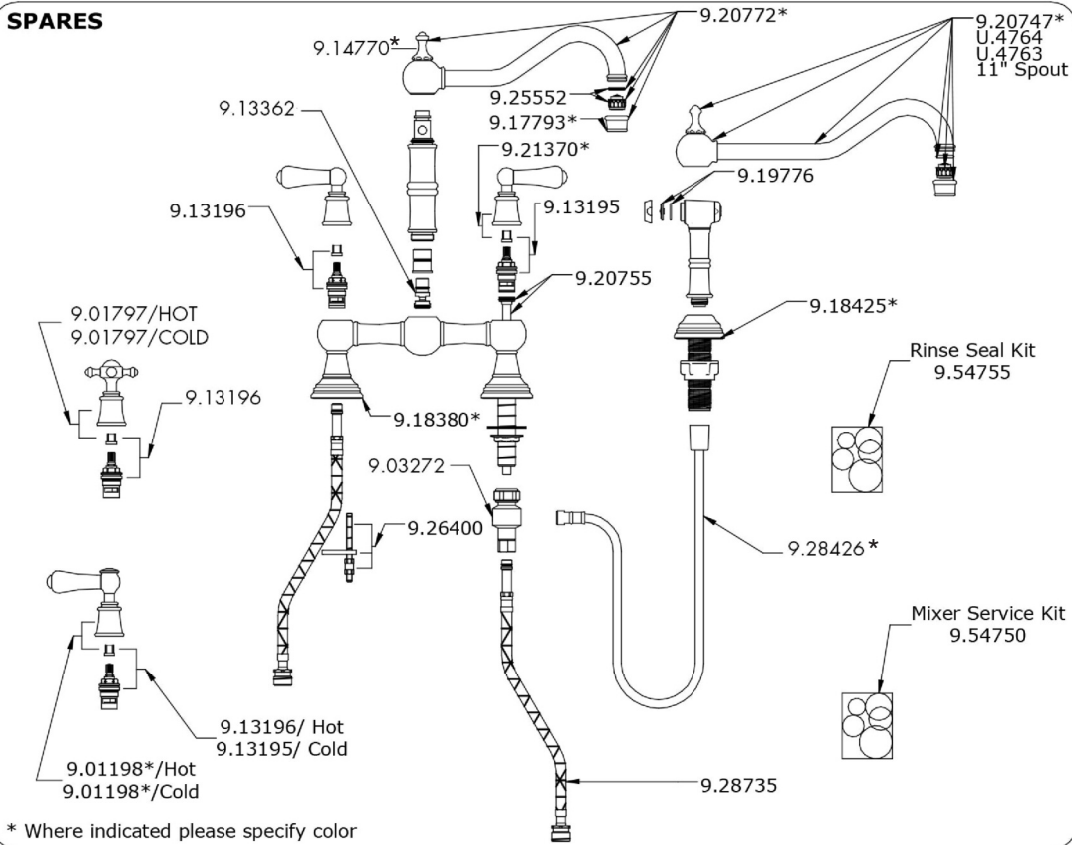 SPARES
9.20772*
9.20747*
U.4764
U.4763
11" Spout
9.14770*
9.25552
9.13362
9.17793*
9.21370*
9.19776
9.13196
9.13195
9.20755
9.18425*
9.01797/HOT
9.01797/COLD
Rinse Seal Kit
9.54755
9.13196
9.18380*
9.03272
9.26400
9.28426*
Mixer Service Kit
9.54750
9.13196/ Hot
9.13195/ Cold
9.01198*/Hot
9.01198*/Cold
9.28735
* Where indicated please specify color